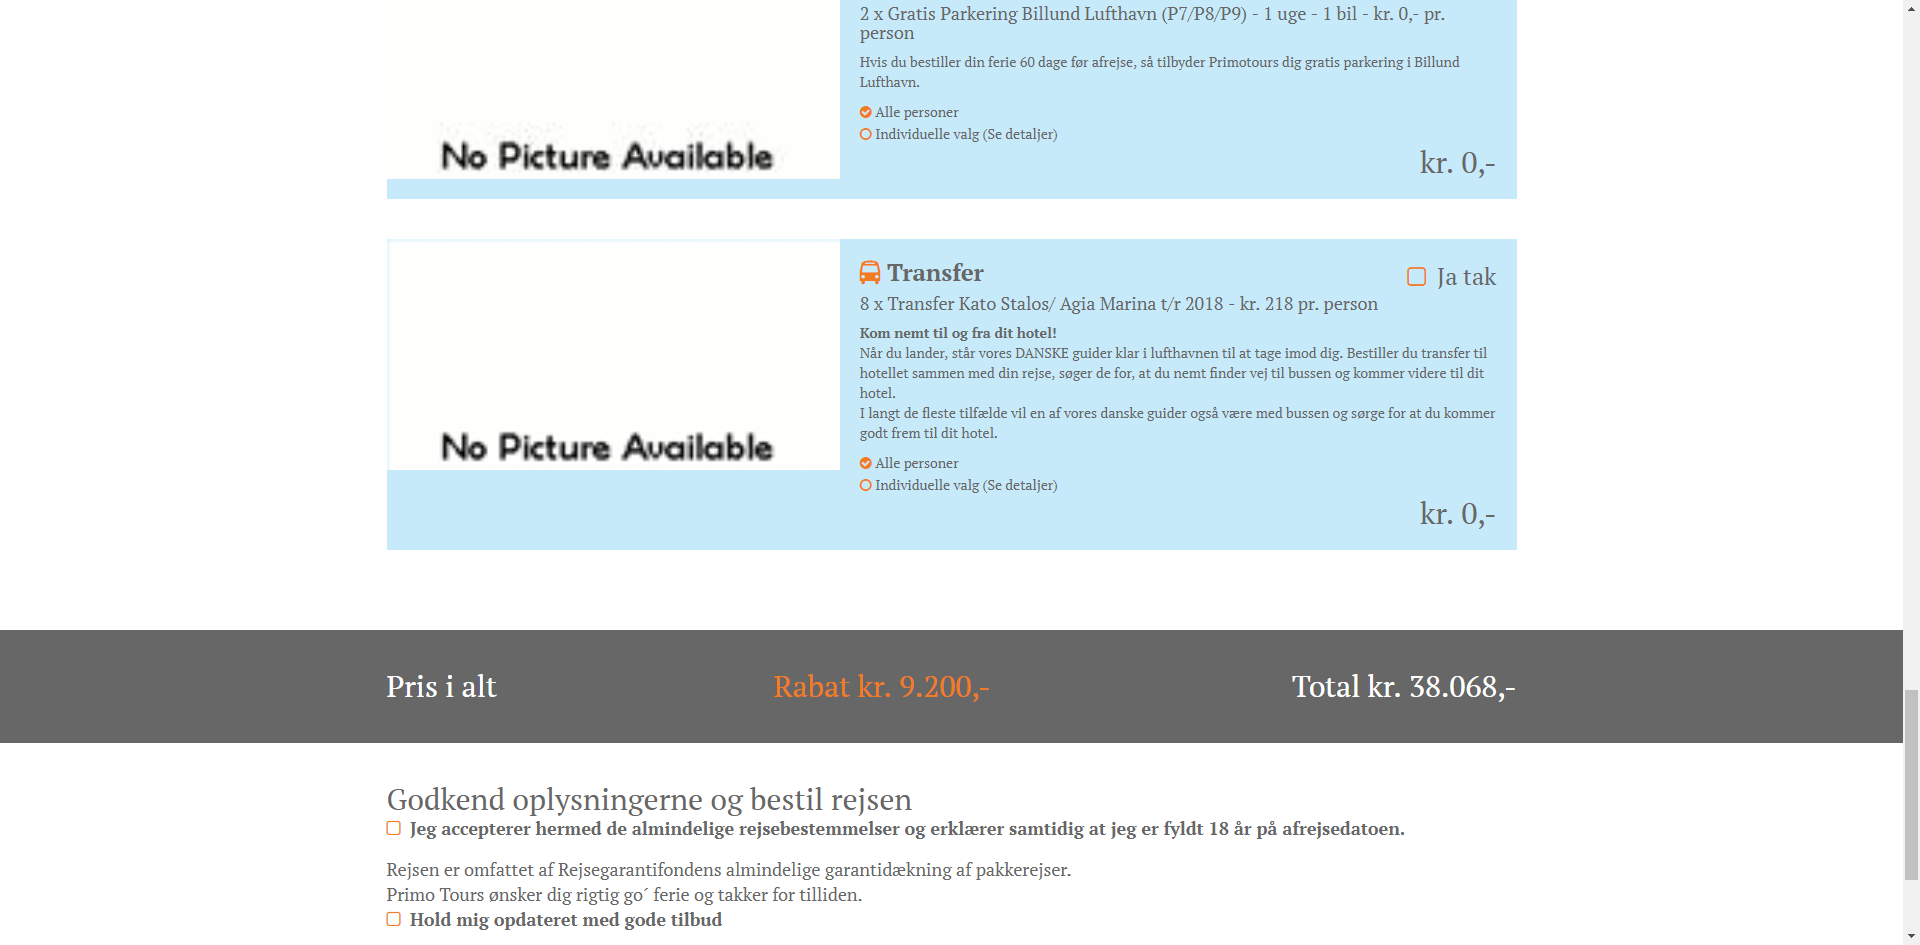 2 x Gratis Parkering Billund Lufthavn (P7/P8/P9) - 1 uge - 1 bil - kr. 0,- pr.
person
Hvis du bestiller din ferie 60 dage før afrejse, så tilbyder Primotours dig gratis parkering i Billund
Lufthavn.
Alle personer
Individuelle valg (Se detaljer)
No Picture Available
kr. 0,-
Transfer
Ja tak
8 x Transfer Kato Stalos/ Agia Marina t/r 2018 - kr. 218 pr. person
Kom nemt til og fra dit hotel!
Når du lander, står vores DANSKE guider klar i lufthavnen til at tage imod dig. Bestiller du transfer til
hotellet sammen med din rejse, søger de for, at du nemt finder vej til bussen og kommer videre til dit
hotel.
I langt de fleste tilfælde vil en af vores danske guider også være med bussen og sørge for at du kommer
godt frem til dit hotel.
No Picture Available
Alle personer
Individuelle valg (Se detaljer)
kr. 0,-
Pris i alt
Rabat kr. 9.200,-
Total kr. 38.068,-
Godkend oplysningerne og bestil rejsen
Jeg accepterer hermed de almindelige rejsebestemmelser og erklærer samtidig at jeg er fyldt 18 år på afrejsedatoen.
Rejsen er omfattet af Rejsegarantifondens almindelige garantidækning af pakkerejser.
Primo Tours ønsker dig rigtig go´ ferie og takker for tilliden.
Hold mig opdateret med gode tilbud